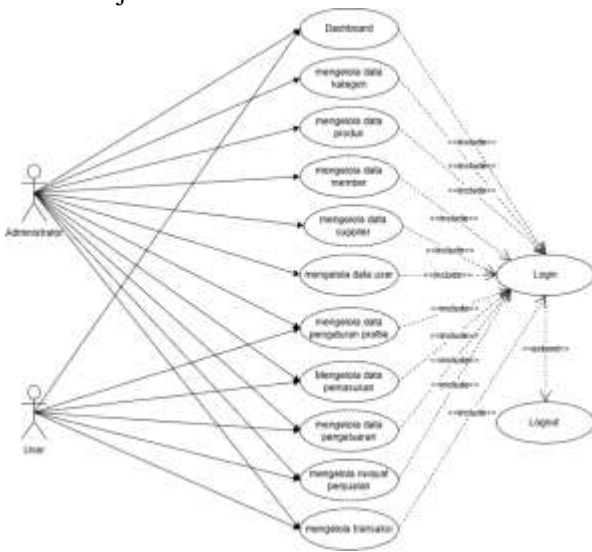 Dashboard
mengelola data
kategori
mengelola data
produk
mengelola data
member
mengelola data
supplier
mengelola data user
mengelola data
pengaturan profile
Mengelola data
pemasukan
mengelola data
pengeluaran
mengelola riwayat
penjualan
mengelola transaksi
Administrator
User
<<include>>
<<include>>
<<include>>
<<include>>
<<include>>
<<include>>
<<include>>
<<include>>
<<include>>
<<include>>
Login
<<extend>>
Logout